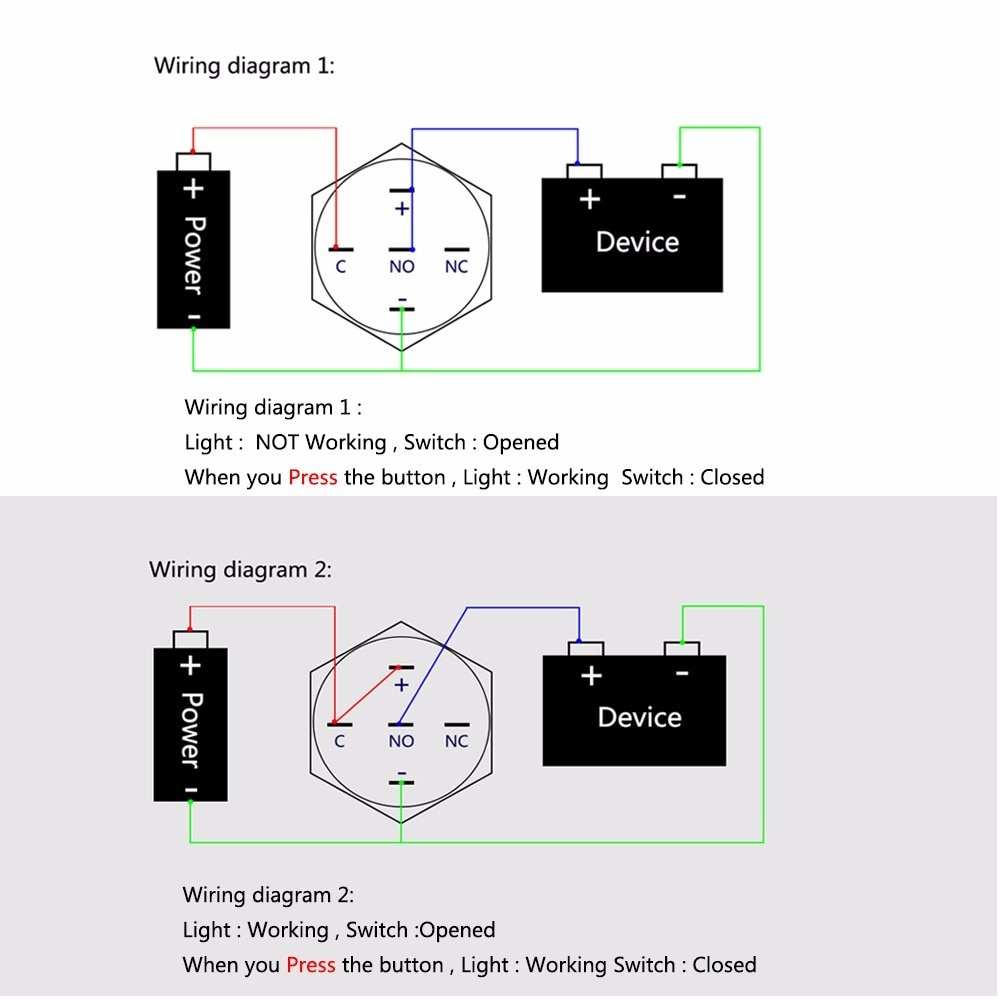 Wiring diagram 1:
+ Power -
+
C NO NC
-
+ -
Device
Wiring diagram 1 :
Light : NOT Working , Switch : Opened
When you Press the button , Light : Working Switch : Closed
Wiring diagram 2:
+ Power -
+
C NO NC
-
+ -
Device
Wiring diagram 2:
Light : Working , Switch :Opened
When you Press the button , Light : Working Switch : Closed